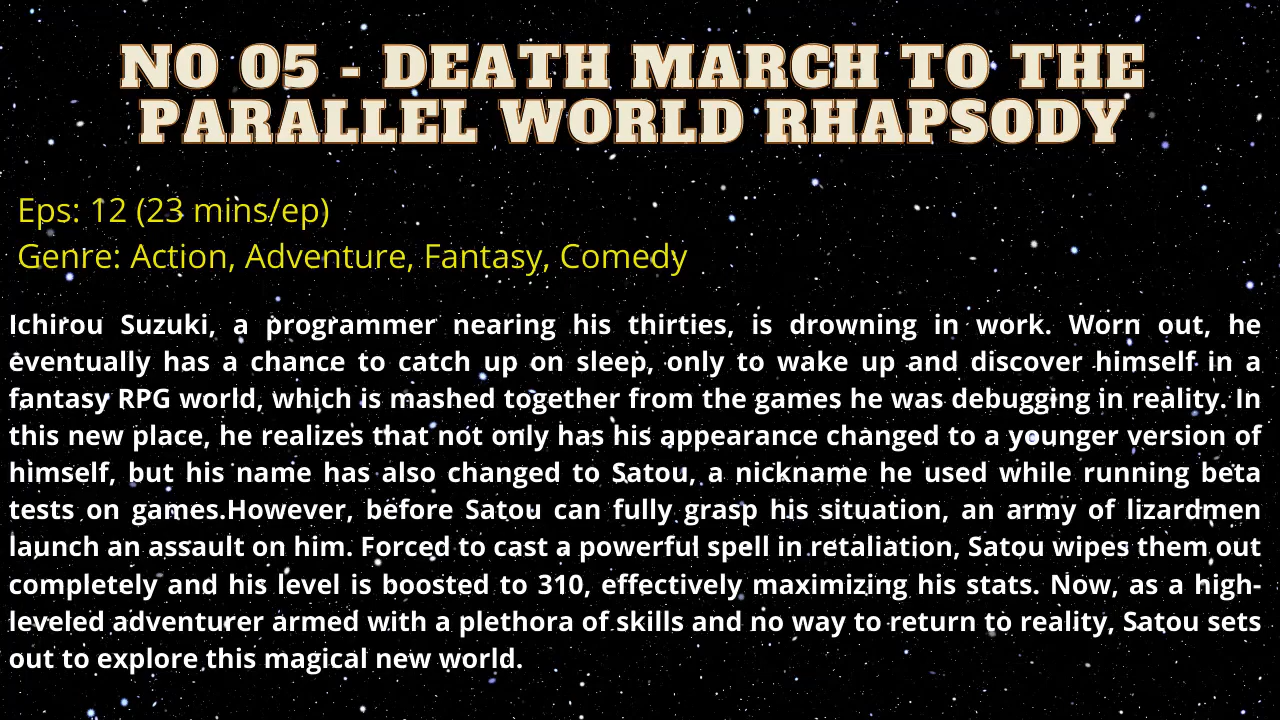 NO 05 - DEATH MARCH TO THE
PARALLEL WORLD RHAPSODY
Eps: 12 (23 mins/ep)
Genre: Action, Adventure, Fantasy, Comedy
Ichirou Suzuki, a programmer nearing his thirties, is drowning in work. Worn out, he
eventually has a chance to catch up on sleep, only to wake up and discover himself in a
fantasy RPG world, which is mashed together from the games he was debugging in reality. In
this new place, he realizes that not only has his appearance changed to a younger version of
himself, but his name has also changed to Satou, a nickname he used while running beta
tests on games.However, before Satou can fully grasp his situation, an army of lizardmen
launch an assault on him. Forced to cast a powerful spell in retaliation, Satou wipes them out
completely and his level is boosted to 310, effectively maximizing his stats. Now, as a high-
leveled adventurer armed with a plethora of skills and no way to return to reality, Satou sets
out to explore this magical new world.